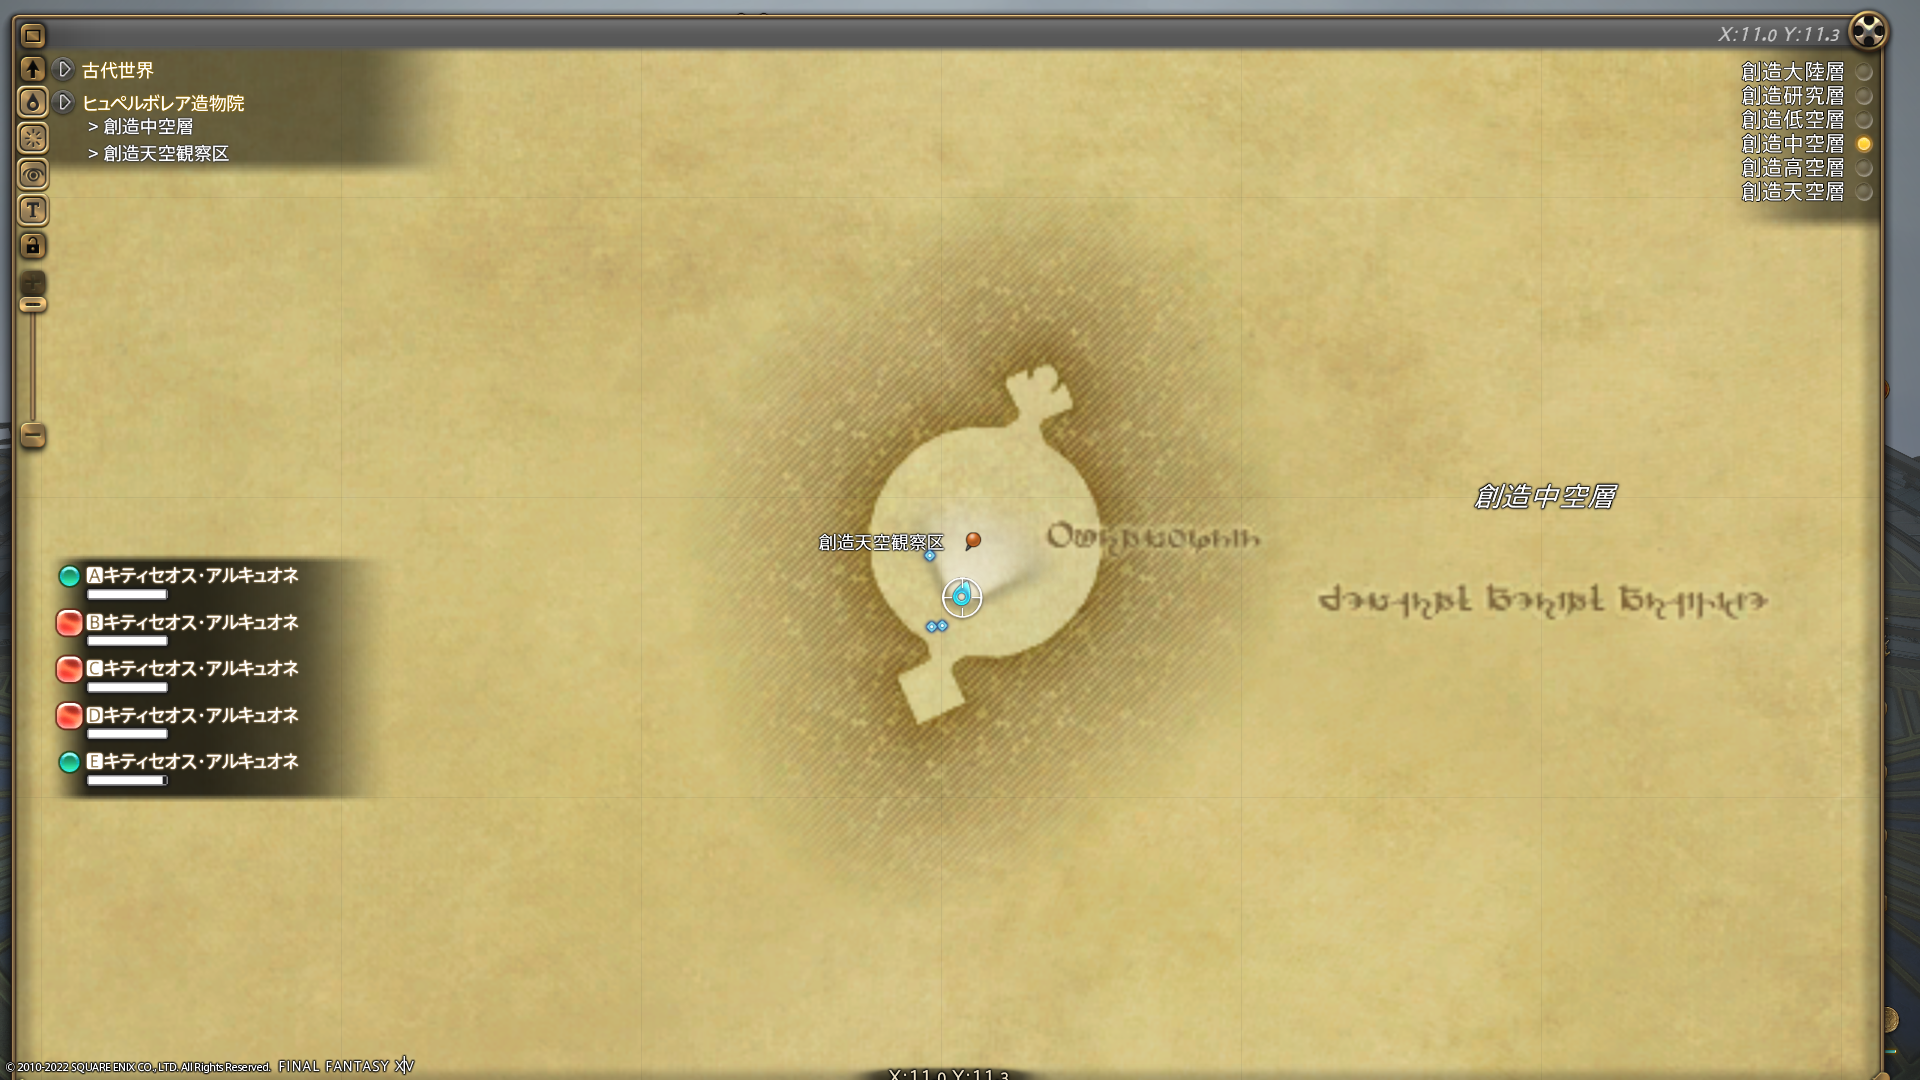 X:11.0 Y:11.3
古代世界
ヒュペルボレア造物院
> 創造中空層
> 創造天空観察区
創造大陸層
創造研究層
創造低空層
創造中空層
創造高空層
創造天空層
T
創造中空層
創造天空観察区
Aキティセオス・アルキュオネ
Bキティセオス・アルキュオネ
Cキティセオス・アルキュオネ
Dキティセオス・アルキュオネ
Eキティセオス・アルキュオネ
© 2010-2022 SQUARE ENIX CO., LTD. All Rights Reserved. FINAL FANTASY XIV
X:11.0 Y:11.3